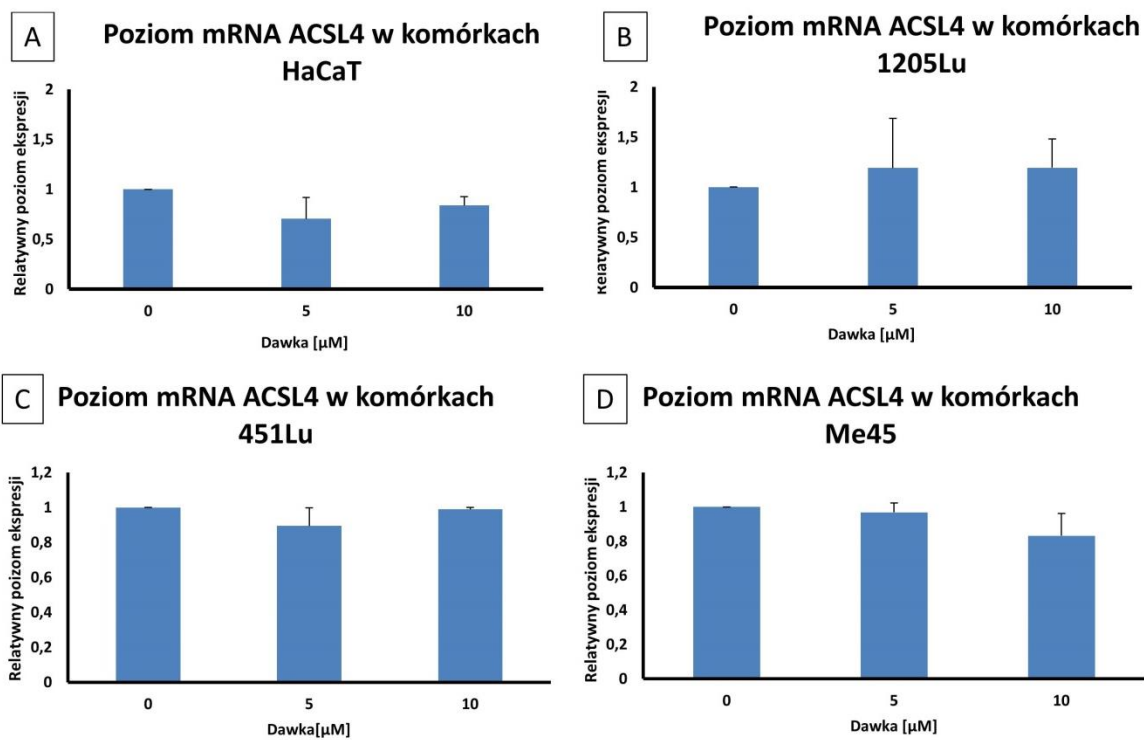 A
Poziom mRNA ACSL4 w komórkach
HaCaT
Relatywny poziom ekspresji
2
1,5
1
0,5
0
0
5
10
Dawka [µM]
B
Poziom mRNA ACSL4 w komórkach
1205Lu
Relatywny poziom ekspresji
2
1,5
1
0,5
0
0
5
10
Dawka [µM]
C
Poziom mRNA ACSL4 w komórkach
451Lu
Relatywny poizom ekspresji
1,2
1
0,8
0,6
0,4
0,2
0
0
5
10
Dawka[µM]
D
Poziom mRNA ACSL4 w komórkach
Me45
Relatywny poziom ekspresji
1,2
1
0,8
0,6
0,4
0,2
0
0
5
10
Dawka [µM]